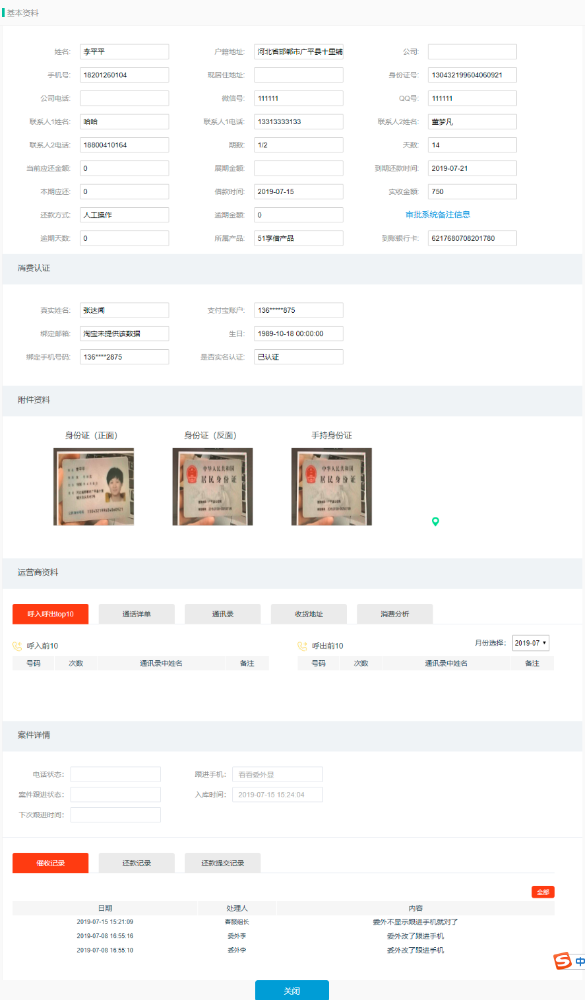 基本资料
姓名: 李平平 户籍地址: 河北省邯郸市广平县十里铺 公司:
手机号: 18201260104 现居住地址: 身份证号: 130432199604060921
公司电话: 微信号: 111111 QQ号: 111111
联系人1姓名: 哈哈 联系人1电话: 13313333133 联系人2姓名: 董梦凡
联系人2电话: 18800410164 期数: 1/2 天数: 14
当前应还金额: 0 展期金额: 到期还款时间: 2019-07-21
本期应还: 0 借款时间: 2019-07-15 实收金额: 750
还款方式: 人工操作 逾期金额: 0 审批系统备注信息
逾期天数: 0 所属产品: 51享借产品 到账银行卡: 6217680708201780
消费认证
真实姓名: 张达闻 支付宝账户: 136*****875
绑定邮箱: 淘宝未提供该数据 生日: 1989-10-18 00:00:00
绑定手机号码: 136****2875 是否实名认证: 已认证
附件资料
身份证（正面） 身份证（反面） 手持身份证
中华人民共和国 中华人民共和国
居民身份证 居民身份证
130432199604060921
运营商资料
呼入呼出top10 通话详单 通讯录 收货地址 消费分析
呼入前10 呼出前10 月份选择: 2019-07
号码 次数 通讯录中姓名 备注 号码 次数 通讯录中姓名 备注
案件详情
电话状态: 跟进手机: 看看委外显
案件跟进状态: 入库时间: 2019-07-15 15:24:04
下次跟进时间:
催收记录 还款记录 还款提交记录
全部
日期 处理人 内容
2019-07-15 15:21:09 客服组长 委外不显示跟进手机就对了
2019-07-08 16:55:16 委外李 委外改了跟进手机
2019-07-08 16:55:10 委外李 委外改了跟进手机
中
关闭